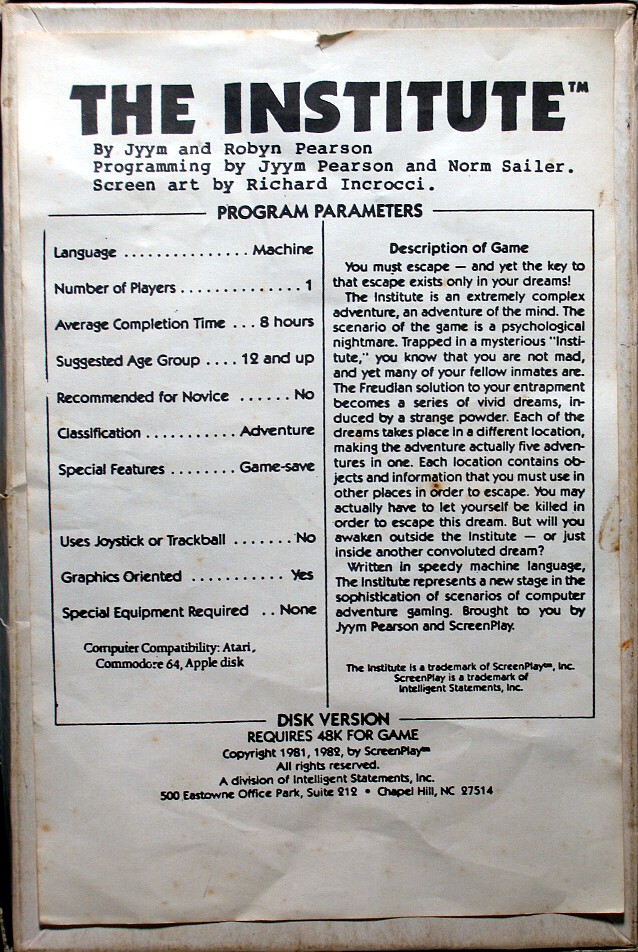 THE INSTITUTE™
By Jyym and Robyn Pearson
Programming by Jyym Pearson and Norm Sailer.
Screen art by Richard Incrocci.
PROGRAM PARAMETERS
Language ............... Machine
Number of Players .............. 1
Average Completion Time ... 8 hours
Suggested Age Group .... 12 and up
Recommended for Novice ...... No
Classification .......... Adventure
Special Features ........ Game-save
Uses Joystick or Trackball ....... No
Graphics Oriented ........... Yes
Special Equipment Required .. None
Computer Compatibility: Atari,
Commodore 64, Apple disk
Description of Game
You must escape — and yet the key to
that escape exists only in your dreams!
The Institute is an extremely complex
adventure, an adventure of the mind. The
scenario of the game is a psychological
nightmare. Trapped in a mysterious "Insti-
tute," you know that you are not mad,
and yet many of your fellow inmates are.
The Freudian solution to your entrapment
becomes a series of vivid dreams, in-
duced by a strange powder. Each of the
dreams takes place in a different location,
making the adventure actually five adven-
tures in one. Each location contains ob-
jects and information that you must use in
other places in order to escape. You may
actually have to let yourself be killed in
order to escape this dream. But will you
awaken outside the Institute — or just
inside another convoluted dream?
Written in speedy machine language,
The Institute represents a new stage in the
sophistication of scenarios of computer
adventure gaming. Brought to you by
Jyym Pearson and ScreenPlay.
The Institute is a trademark of ScreenPlay™, Inc.
ScreenPlay is a trademark of
Intelligent Statements, Inc.
DISK VERSION
REQUIRES 48K FOR GAME
Copyright 1981, 1982, by ScreenPlay™
All rights reserved.
A division of Intelligent Statements, Inc.
500 Eastowne Office Park, Suite 212 • Chapel Hill, NC 27514